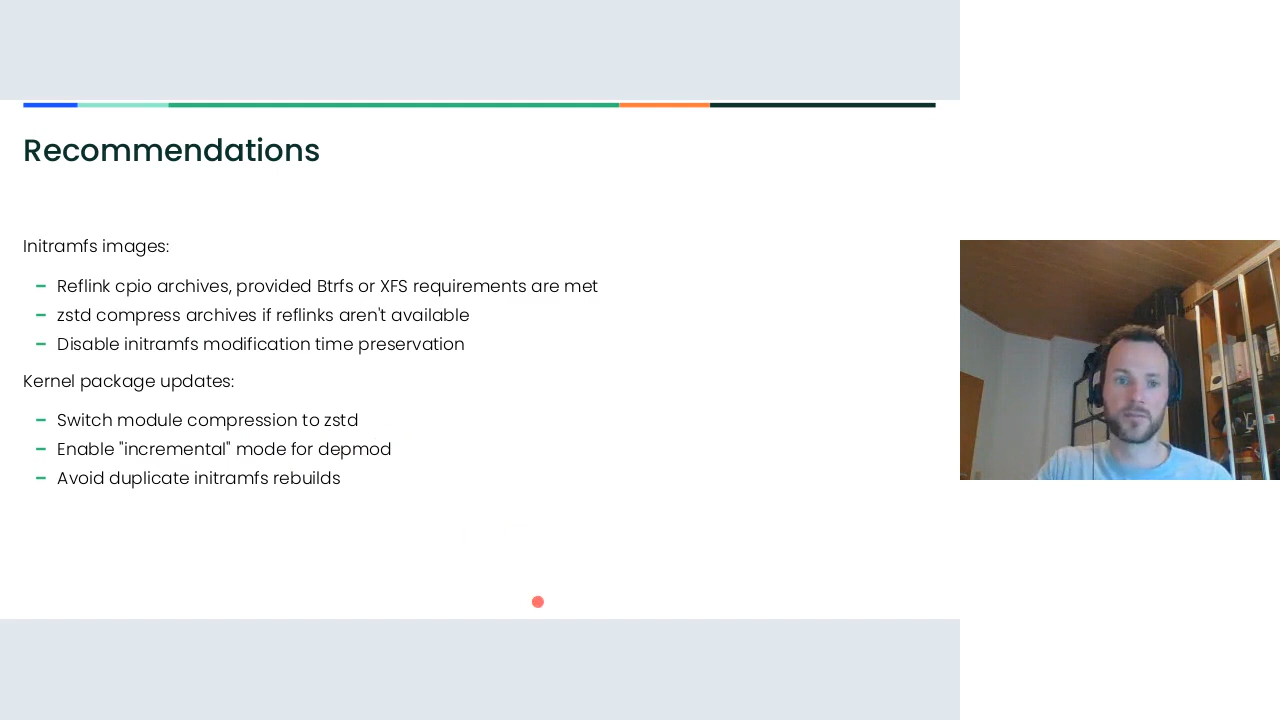 Recommendations
Initramfs images:
– Reflink cpio archives, provided Btrfs or XFS requirements are met
– zstd compress archives if reflinks aren't available
– Disable initramfs modification time preservation
Kernel package updates:
– Switch module compression to zstd
– Enable "incremental" mode for depmod
– Avoid duplicate initramfs rebuilds